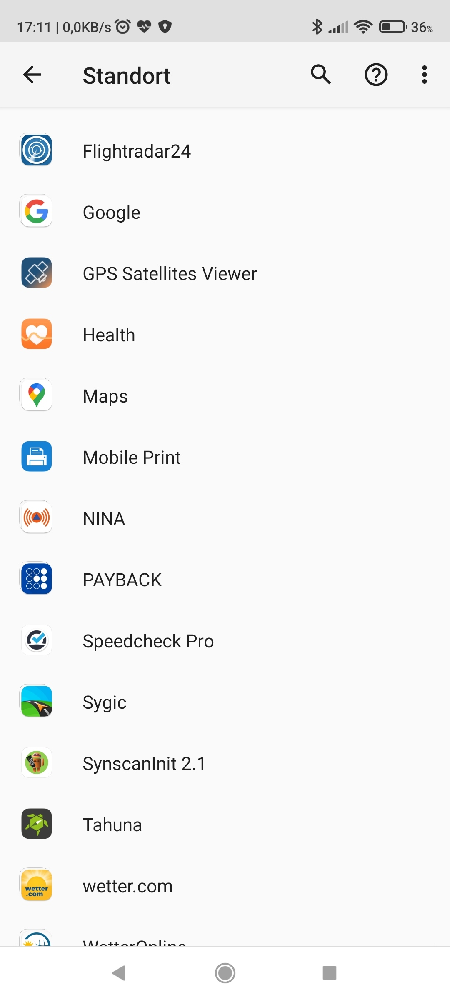 17:11 | 0,0KB/s 36%
Standort
Flightradar24
Google
GPS Satellites Viewer
Health
Maps
Mobile Print
NINA
PAYBACK
Speedcheck Pro
Sygic
SynscanInit 2.1
Tahuna
wetter
.com
wetter.com
WetterOnline